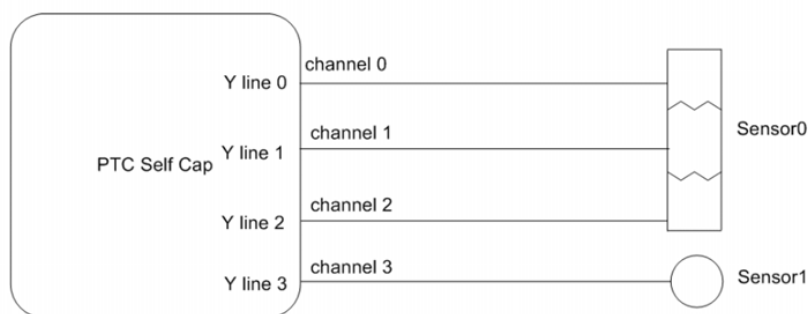 channel 0
Y line 0
channel 1
Sensor0
Y line 1
PTC Self Cap
channel 2
Y line 2
channel 3
Y line 3
Sensor1